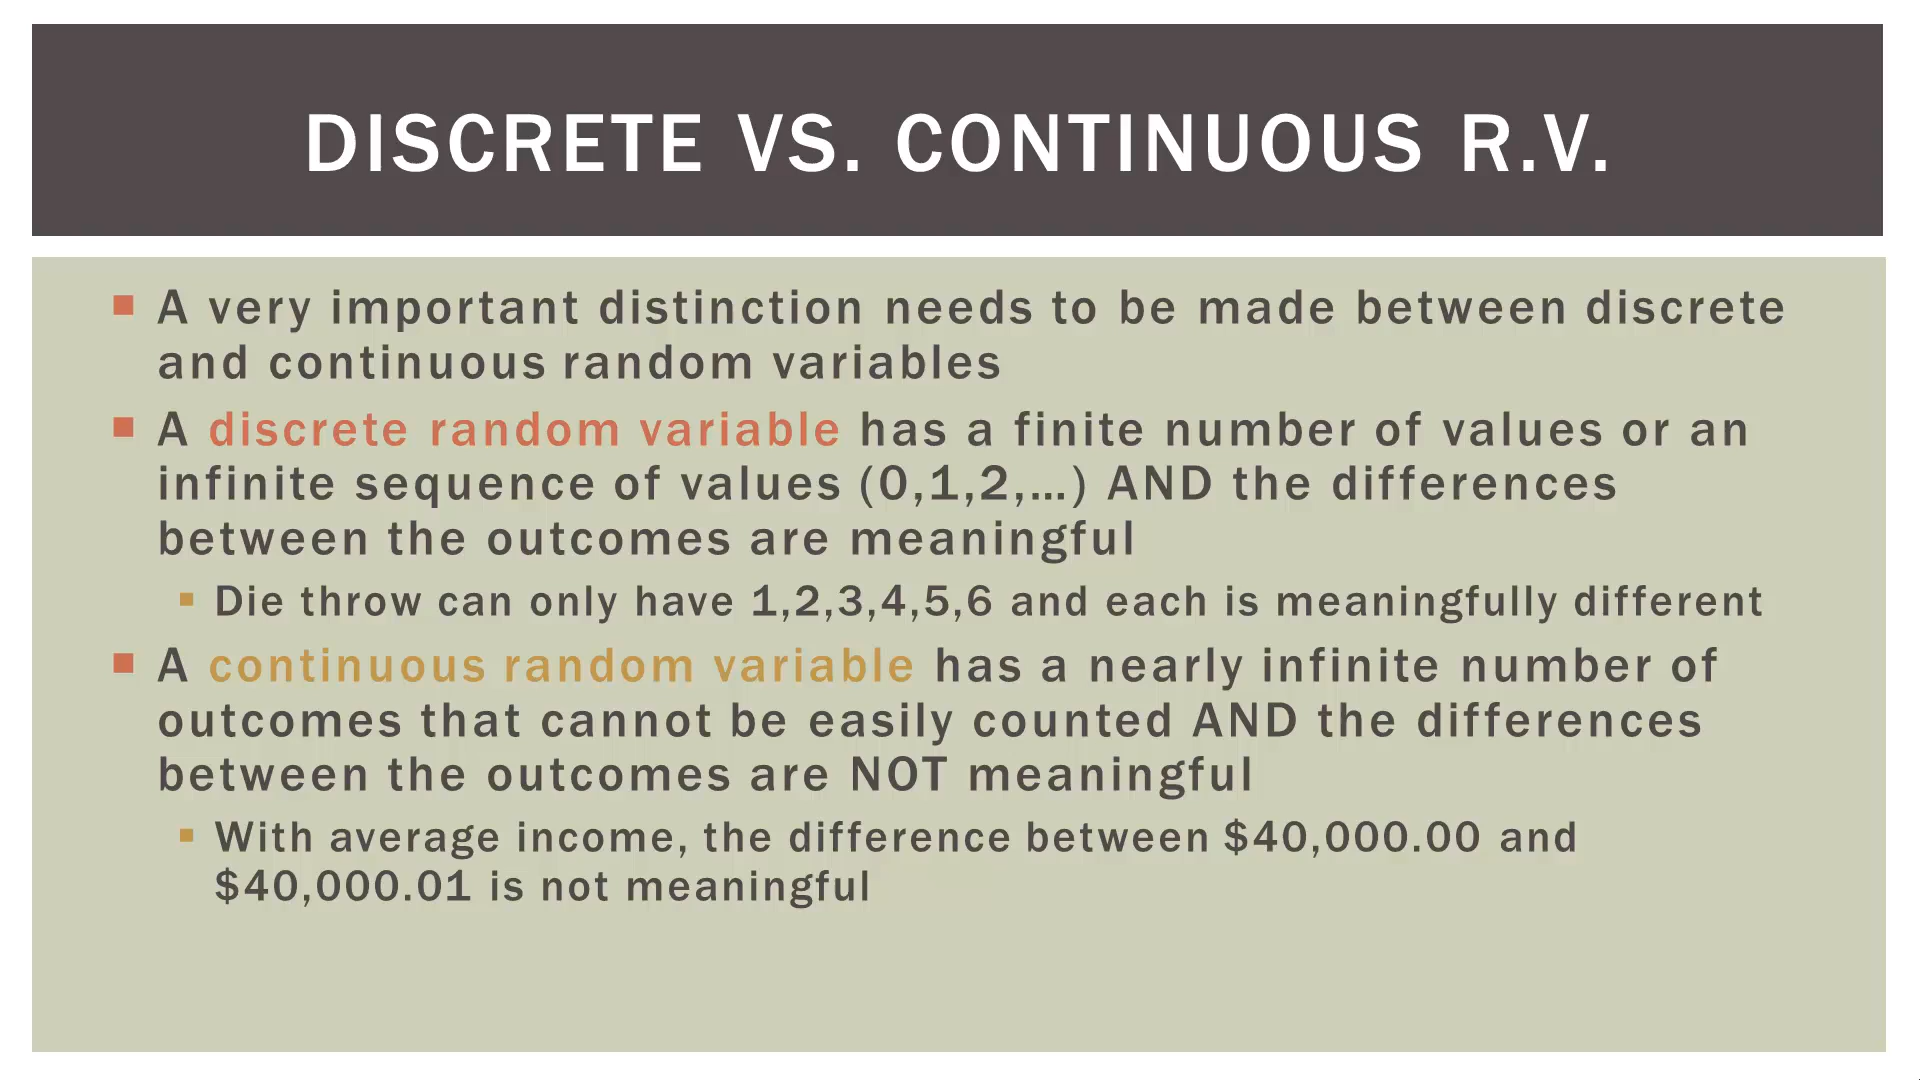 DISCRETE VS. CONTINUOUS R.V.
A very important distinction needs to be made between discrete
and continuous random variables
A discrete random variable has a finite number of values or an
infinite sequence of values (0,1,2,…) AND the differences
between the outcomes are meaningful
Die throw can only have 1,2,3,4,5,6 and each is meaningfully different
A continuous random variable has a nearly infinite number of
outcomes that cannot be easily counted AND the differences
between the outcomes are NOT meaningful
With average income, the difference between $40,000.00 and
$40,000.01 is not meaningful